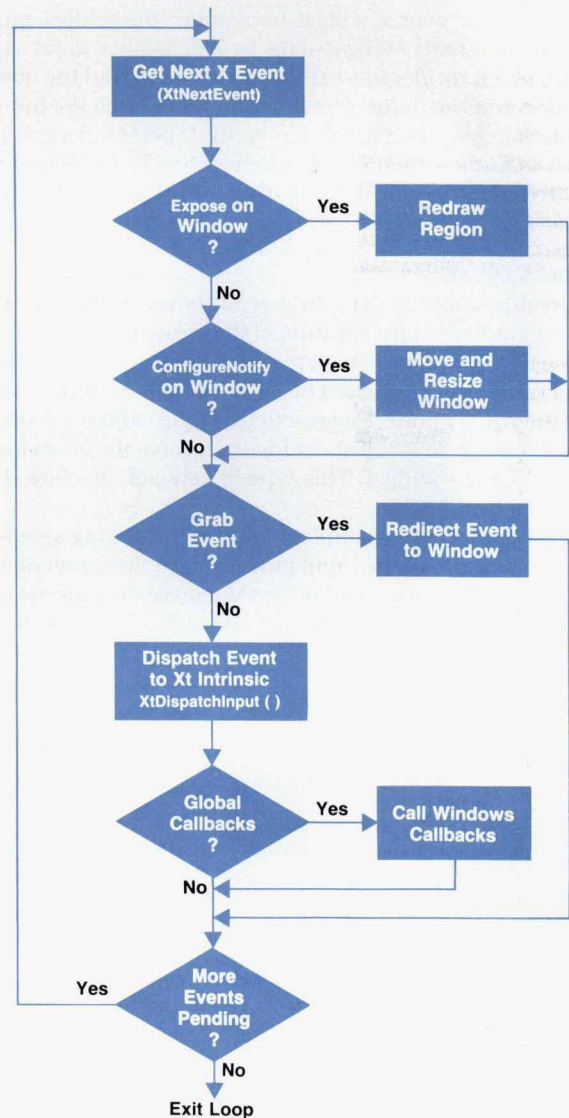 Get Next X Event
(XtNextEvent)
Expose on
Window
?
Yes
Redraw
Region
No
ConfigureNotify
on Window
?
Yes
Move and
Resize
Window
No
Grab
Event
?
Yes
Redirect Event
to Window
No
Dispatch Event
to Xt Intrinsic
XtDispatchInput ( )
Global
Callbacks
?
Yes
Call Windows
Callbacks
No
More
Events
Pending
?
Yes
No
Exit Loop